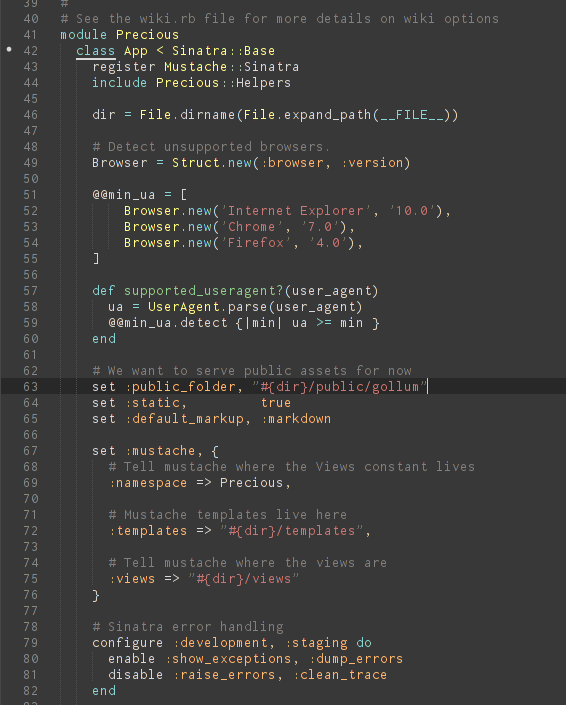 39 #
40 # See the wiki.rb file for more details on wiki options
41 module Precious
42   class App < Sinatra::Base
43     register Mustache::Sinatra
44     include Precious::Helpers
45
46     dir = File.dirname(File.expand_path(__FILE__))
47
48     # Detect unsupported browsers.
49     Browser = Struct.new(:browser, :version)
50
51     @@min_ua = [
52         Browser.new('Internet Explorer', '10.0'),
53         Browser.new('Chrome', '7.0'),
54         Browser.new('Firefox', '4.0'),
55     ]
56
57     def supported_useragent?(user_agent)
58       ua = UserAgent.parse(user_agent)
59       @@min_ua.detect {|min| ua >= min }
60     end
61
62     # We want to serve public assets for now
63     set :public_folder, "#{dir}/public/gollum"
64     set :static,         true
65     set :default_markup, :markdown
66
67     set :mustache, {
68       # Tell mustache where the Views constant lives
69       :namespace => Precious,
70
71       # Mustache templates live here
72       :templates => "#{dir}/templates",
73
74       # Tell mustache where the views are
75       :views => "#{dir}/views"
76     }
77
78     # Sinatra error handling
79     configure :development, :staging do
80       enable :show_exceptions, :dump_errors
81       disable :raise_errors, :clean_trace
82     end